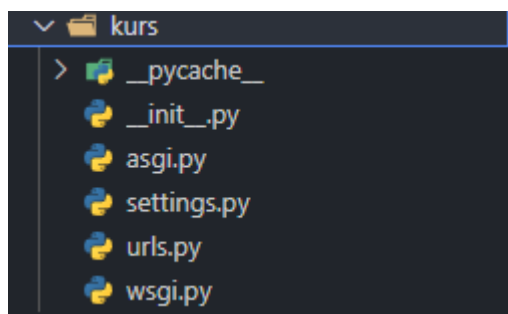 kurs
__pycache__
__init__.py
asgi.py
settings.py
urls.py
wsgi.py